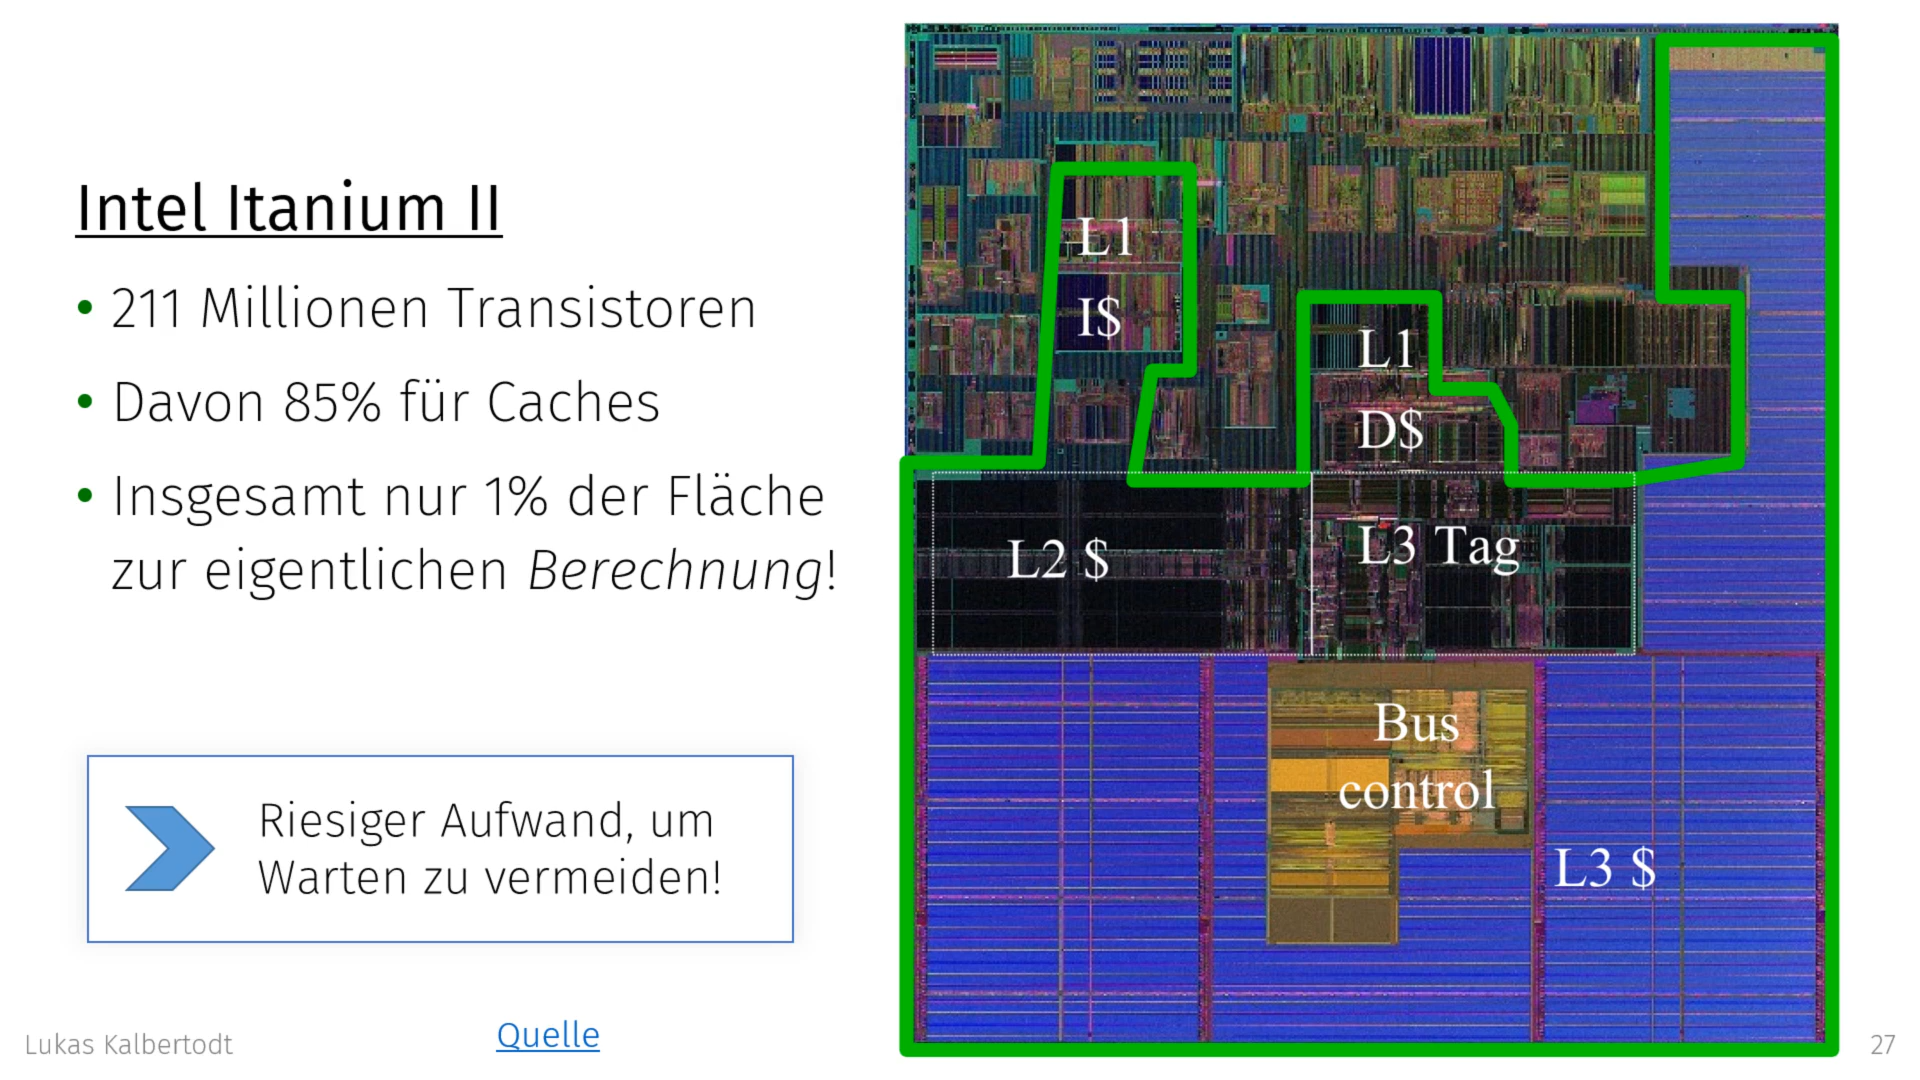 Intel Itanium II
• 211 Millionen Transistoren
• Davon 85% für Caches
• Insgesamt nur 1% der Fläche
zur eigentlichen Berechnung!
Riesiger Aufwand, um
Warten zu vermeiden!
L1
I$
L1
D$
L2 $
L3 Tag
Bus
control
L3 $
Lukas Kalbertodt
Quelle
27